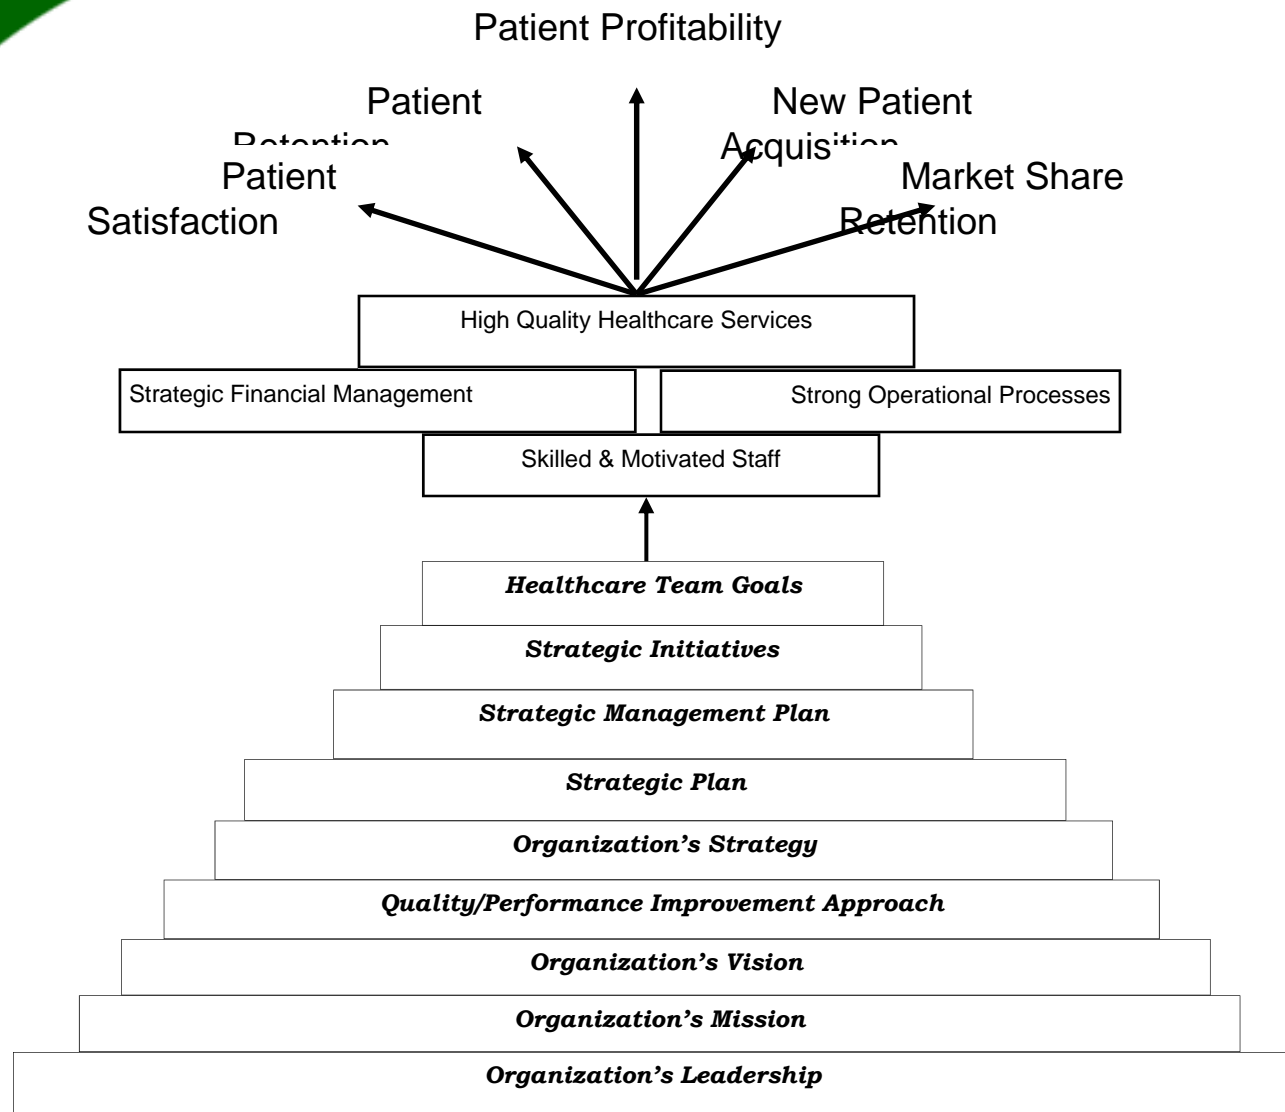 Patient Profitability
Patient
Retention
New Patient
Acquisition
Patient
Satisfaction
Market Share
Retention
High Quality Healthcare Services
Strategic Financial Management
Strong Operational Processes
Skilled & Motivated Staff
Healthcare Team Goals
Strategic Initiatives
Strategic Management Plan
Strategic Plan
Organization’s Strategy
Quality/Performance Improvement Approach
Organization’s Vision
Organization’s Mission
Organization’s Leadership